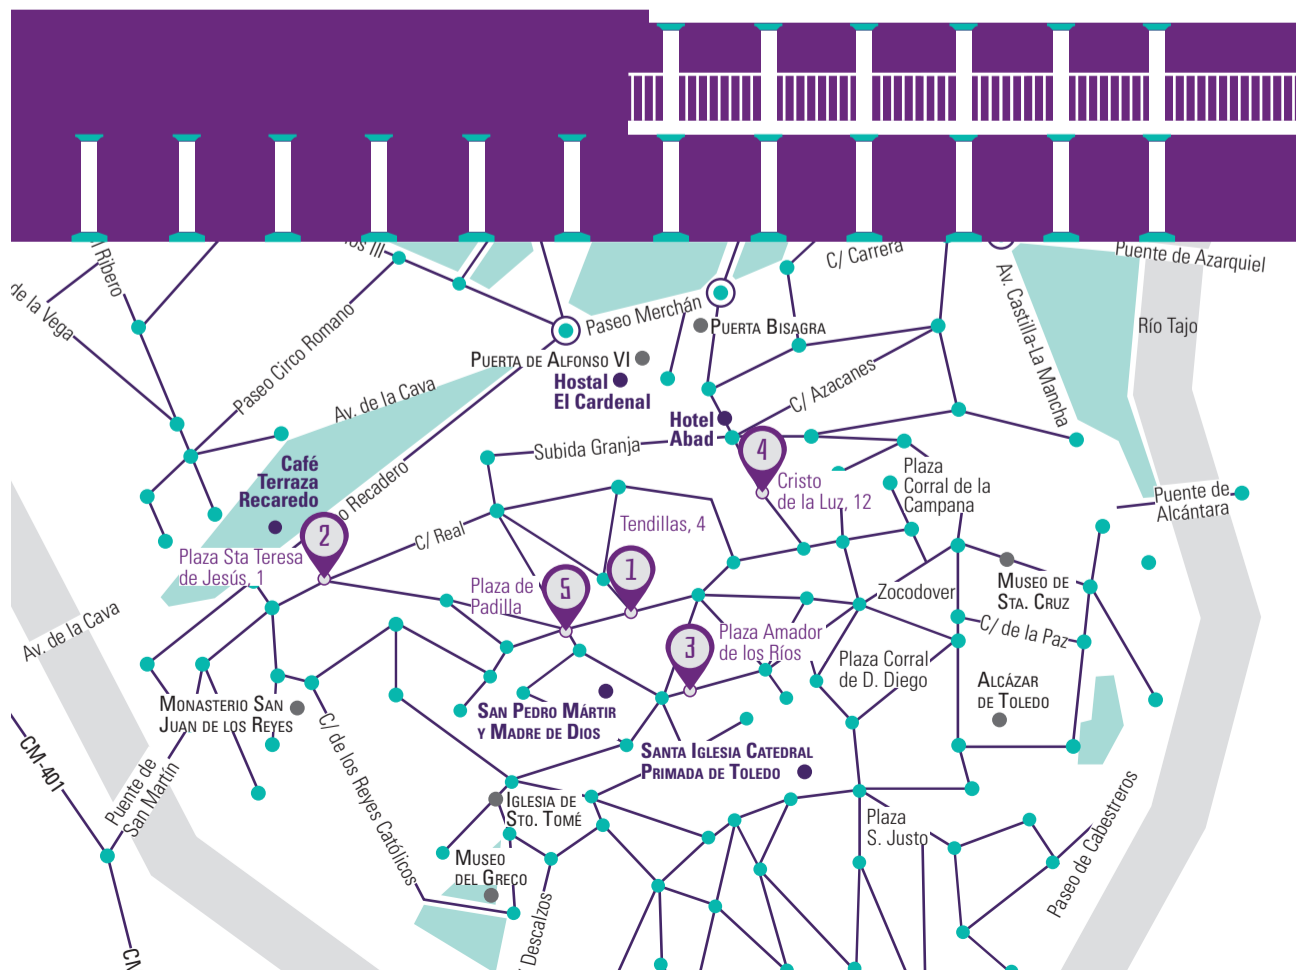 C/ Carrera
Puente de Azarquiel
Ribero
III
de la Vega
Paseo Circo Romano
Paseo Merchán
Puerta Bisagra
Av. Castilla-La Mancha
Río Tajo
Puerta de Alfonso VI
Hostal
El Cardenal
Av. de la Cava
C/ Azacanes
Hotel
Abad
Subida Granja
4
Cristo
de la Luz, 12
Plaza
Corral de la
Campana
Puente de
Alcántara
Café
Terraza
Recaredo
o Recadero
2
C/ Real
Tendillas, 4
Plaza Sta Teresa
de Jesús, 1
Plaza de
Padilla
5
1
Zocodover
Museo de
Sta. Cruz
Av. de la Cava
3
Plaza Amador
de los Ríos
C/ de la Paz
Plaza Corral
de D. Diego
Alcázar
de Toledo
Monasterio San
Juan de los Reyes
San Pedro Mártir
y Madre de Dios
Santa Iglesia Catedral
Primada de Toledo
CM-401
Puente de
San Martín
C/ de los Reyes Católicos
Iglesia de
Sto. Tomé
Plaza
S. Justo
Paseo de Cabestreros
Museo
del Greco
Descalzos